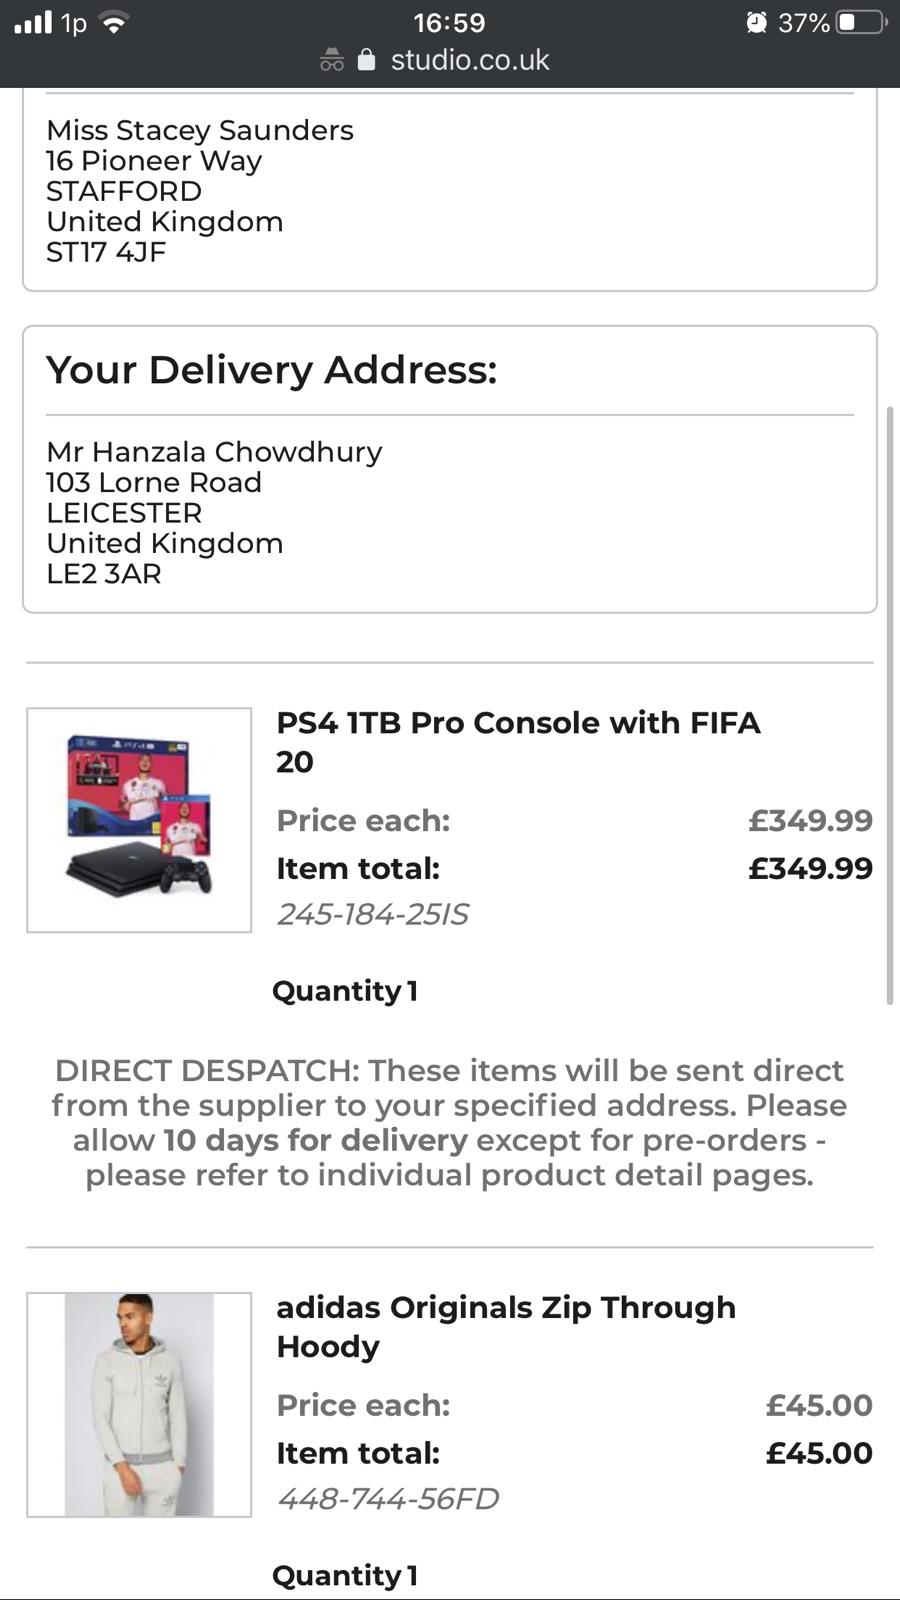 1p 16:59 37%
studio.co.uk
Miss Stacey Saunders
16 Pioneer Way
STAFFORD
United Kingdom
ST17 4JF
Your Delivery Address:
Mr Hanzala Chowdhury
103 Lorne Road
LEICESTER
United Kingdom
LE2 3AR
PS4 1TB Pro Console with FIFA
20
Price each: £349.99
Item total: £349.99
245-184-25IS
Quantity 1
DIRECT DESPATCH: These items will be sent direct
from the supplier to your specified address. Please
allow 10 days for delivery except for pre-orders -
please refer to individual product detail pages.
adidas Originals Zip Through
Hoody
Price each: £45.00
Item total: £45.00
448-744-56FD
Quantity 1